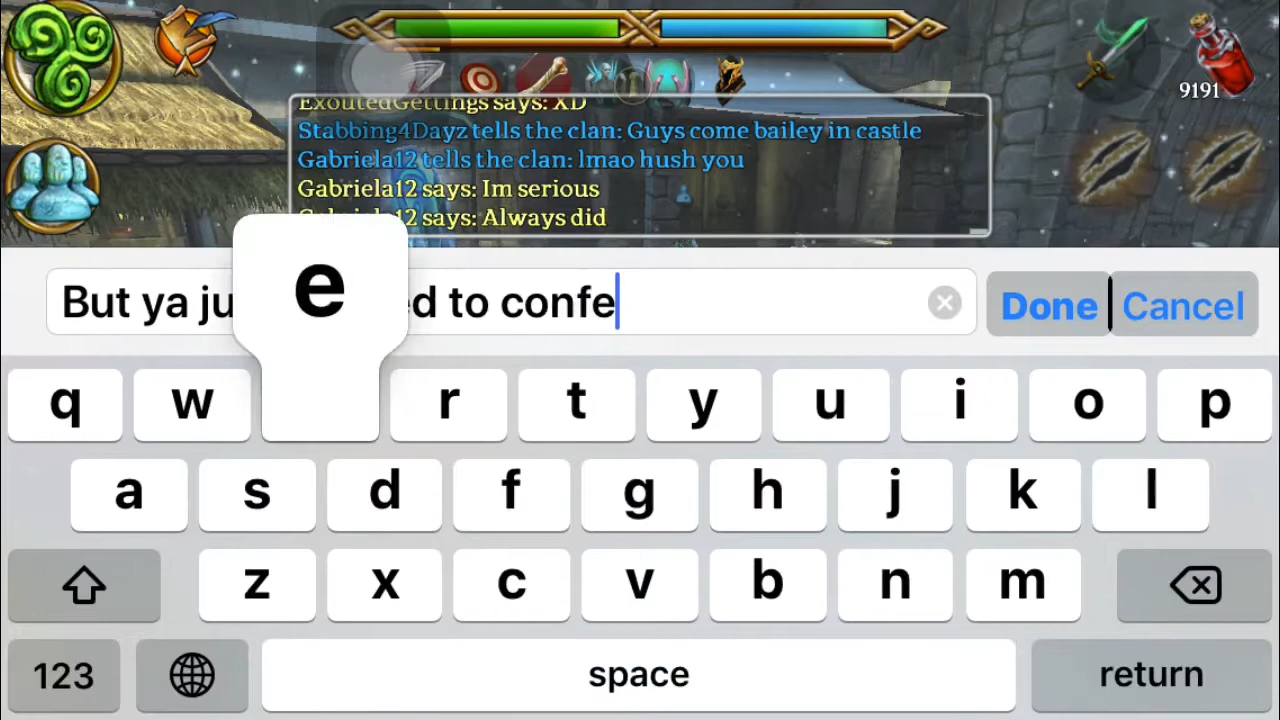 9191
ExoutedGettings says: XD
Stabbing4Dayz tells the clan: Guys come bailey in castle
Gabriela12 tells the clan: lmao hush you
Gabriela12 says: Im serious
Gabriela12 says: Always did
But ya ju ed to confe
Done Cancel
e
q w r t y u i o p
a s d f g h j k l
z x c v b n m
123 space return